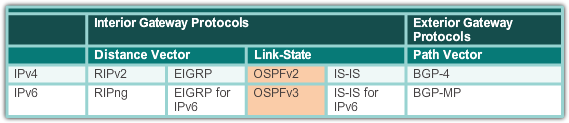 Interior Gateway Protocols Exterior Gateway
Protocols
Distance Vector Link-State Path Vector
IPv4 RIPv2 EIGRP OSPFv2 IS-IS BGP-4
IPv6 RIPng EIGRP for OSPFv3 IS-IS for BGP-MP
IPv6 IPv6